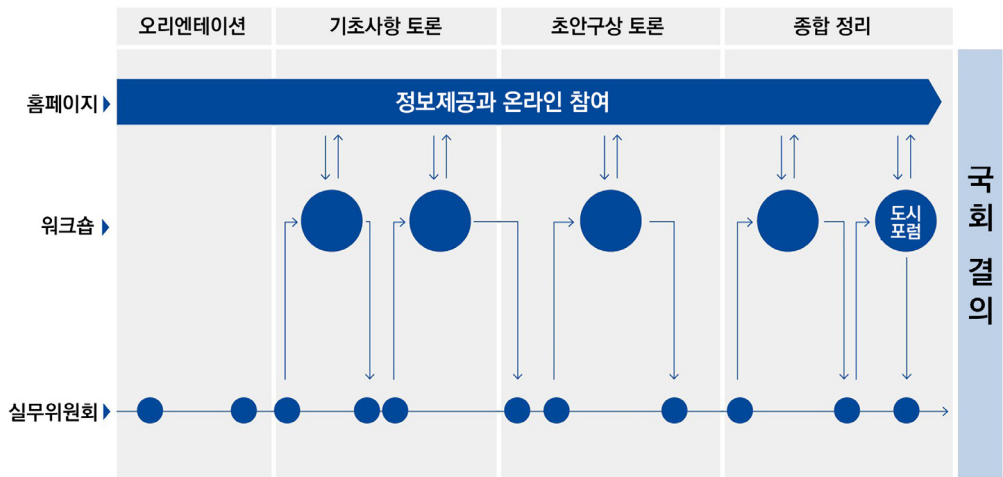 오리엔테이션
기초사항 토론
초안구상 토론
종합 정리
홈페이지
정보제공과 온라인 참여
워크숍
도시
포럼
실무위원회
국회 결의